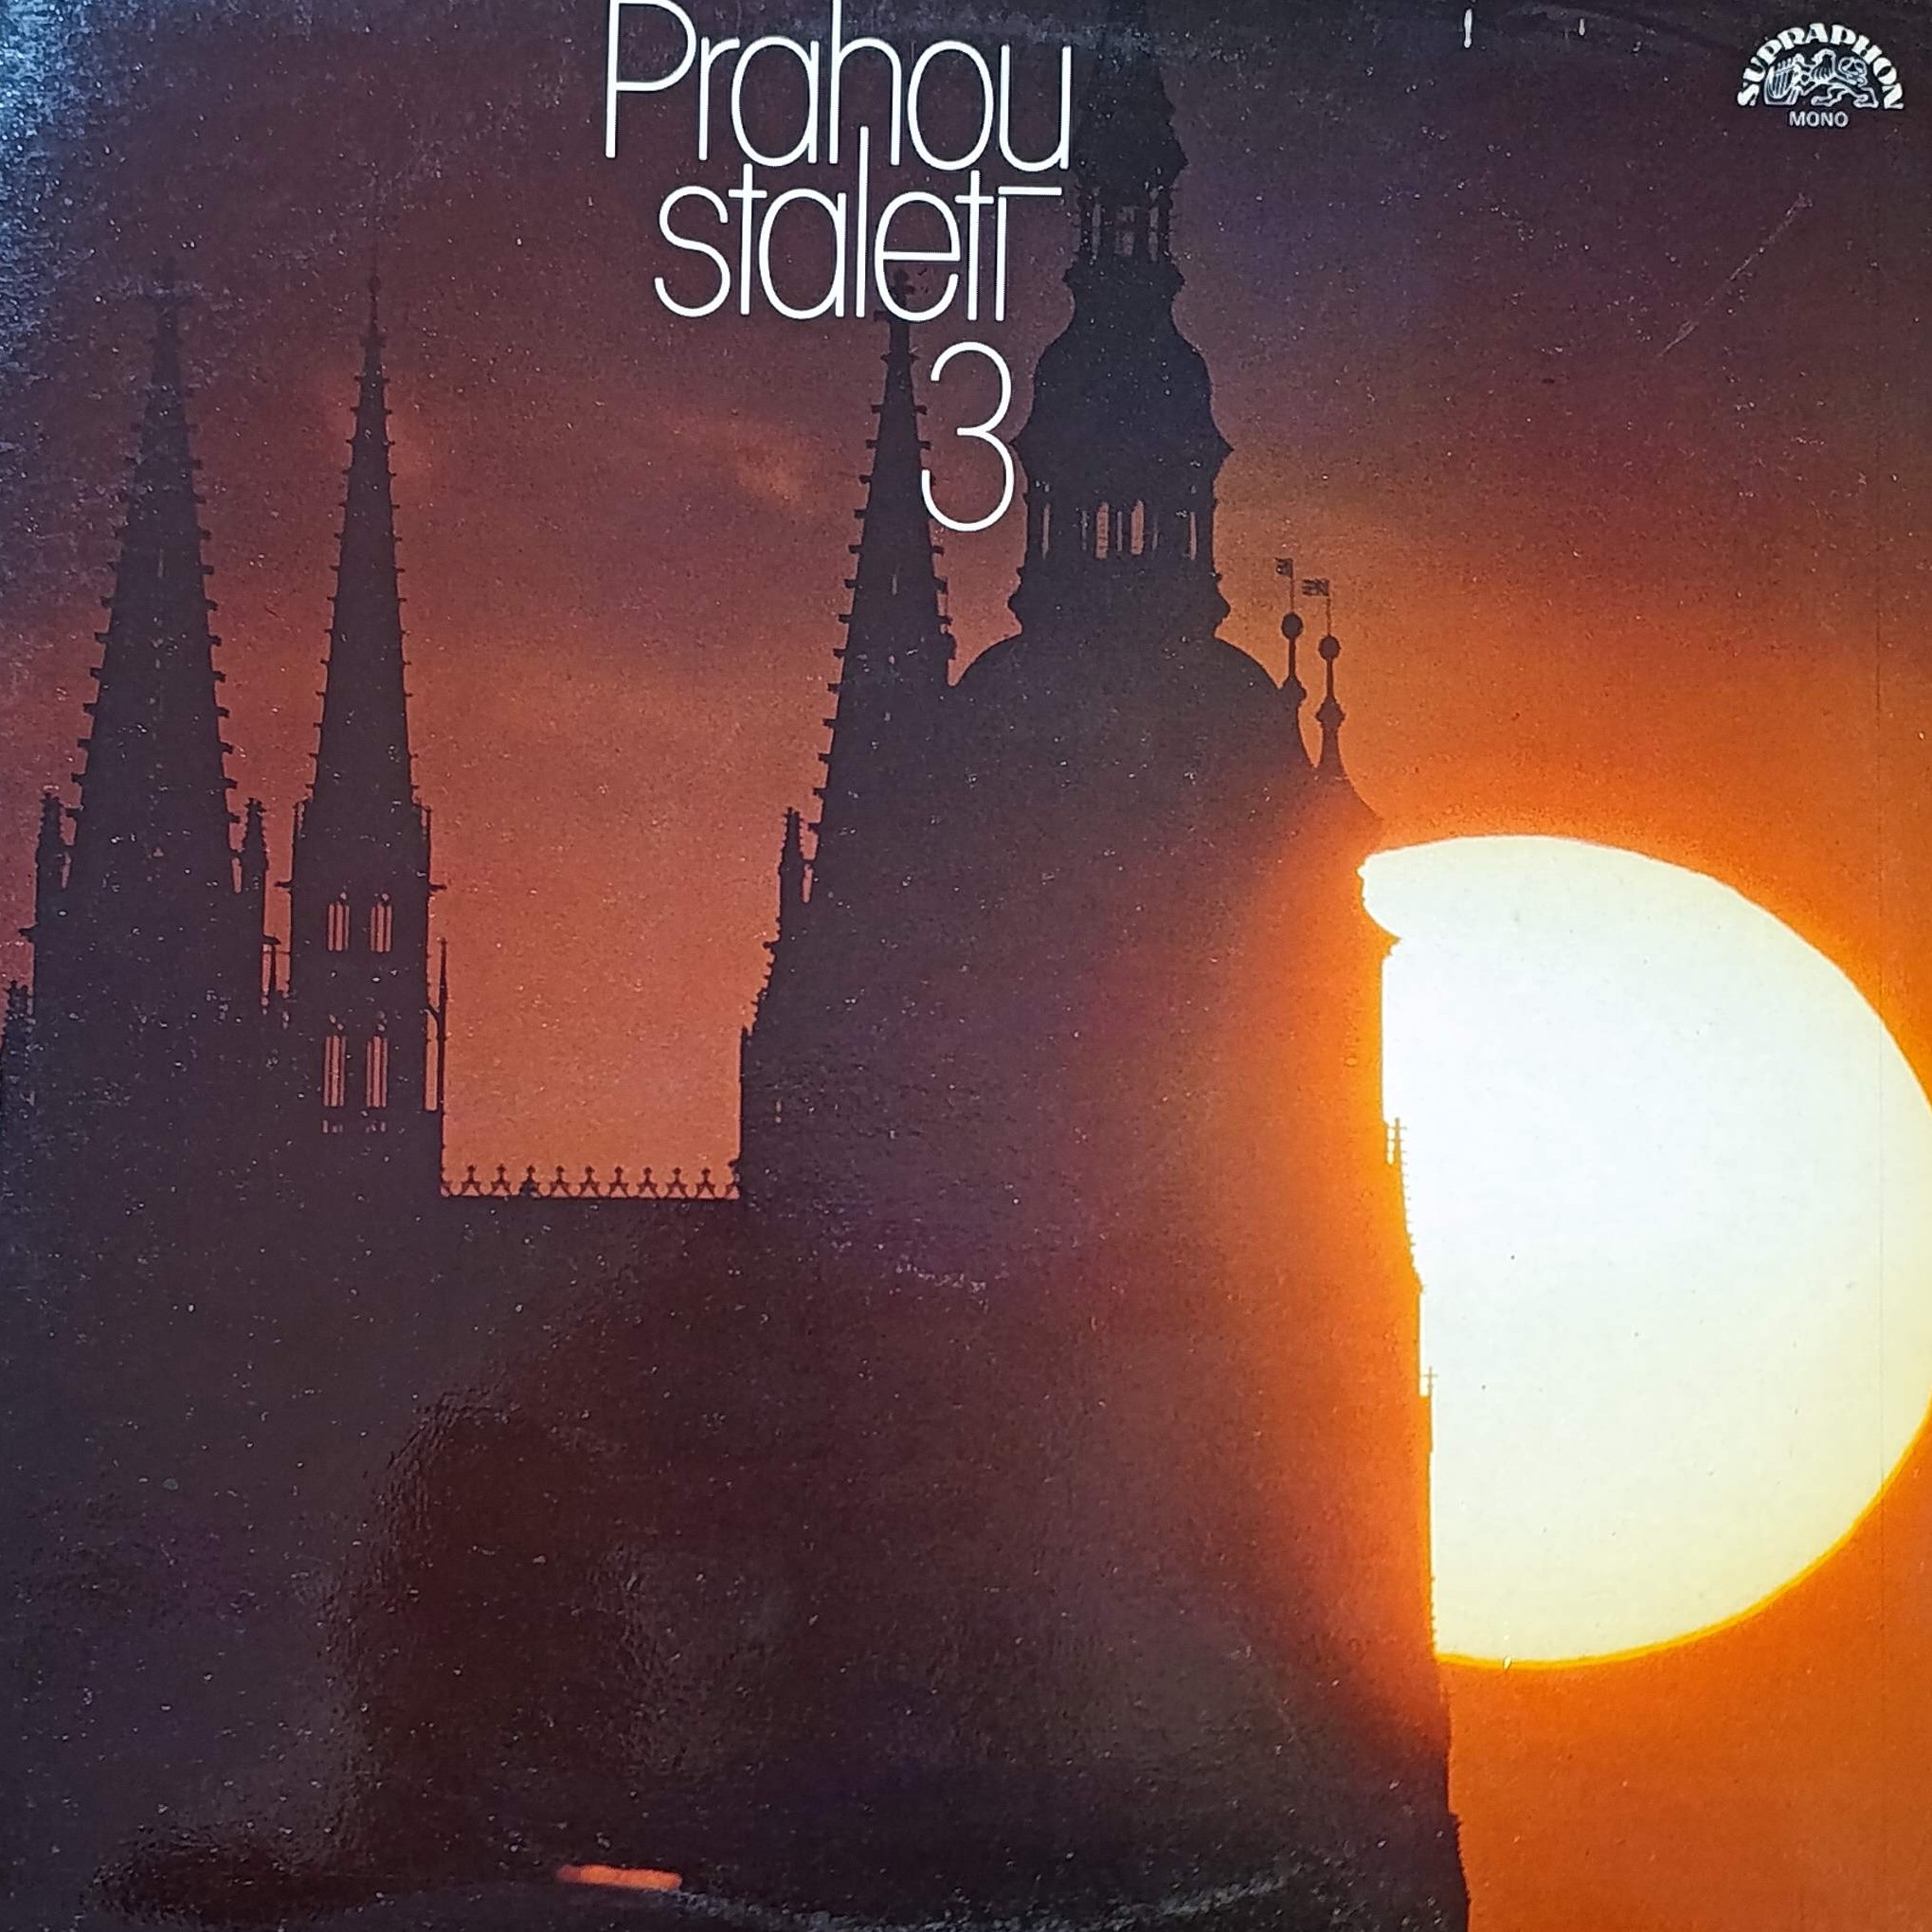 Prahou
staletí
3
SUPRAPHON
MONO